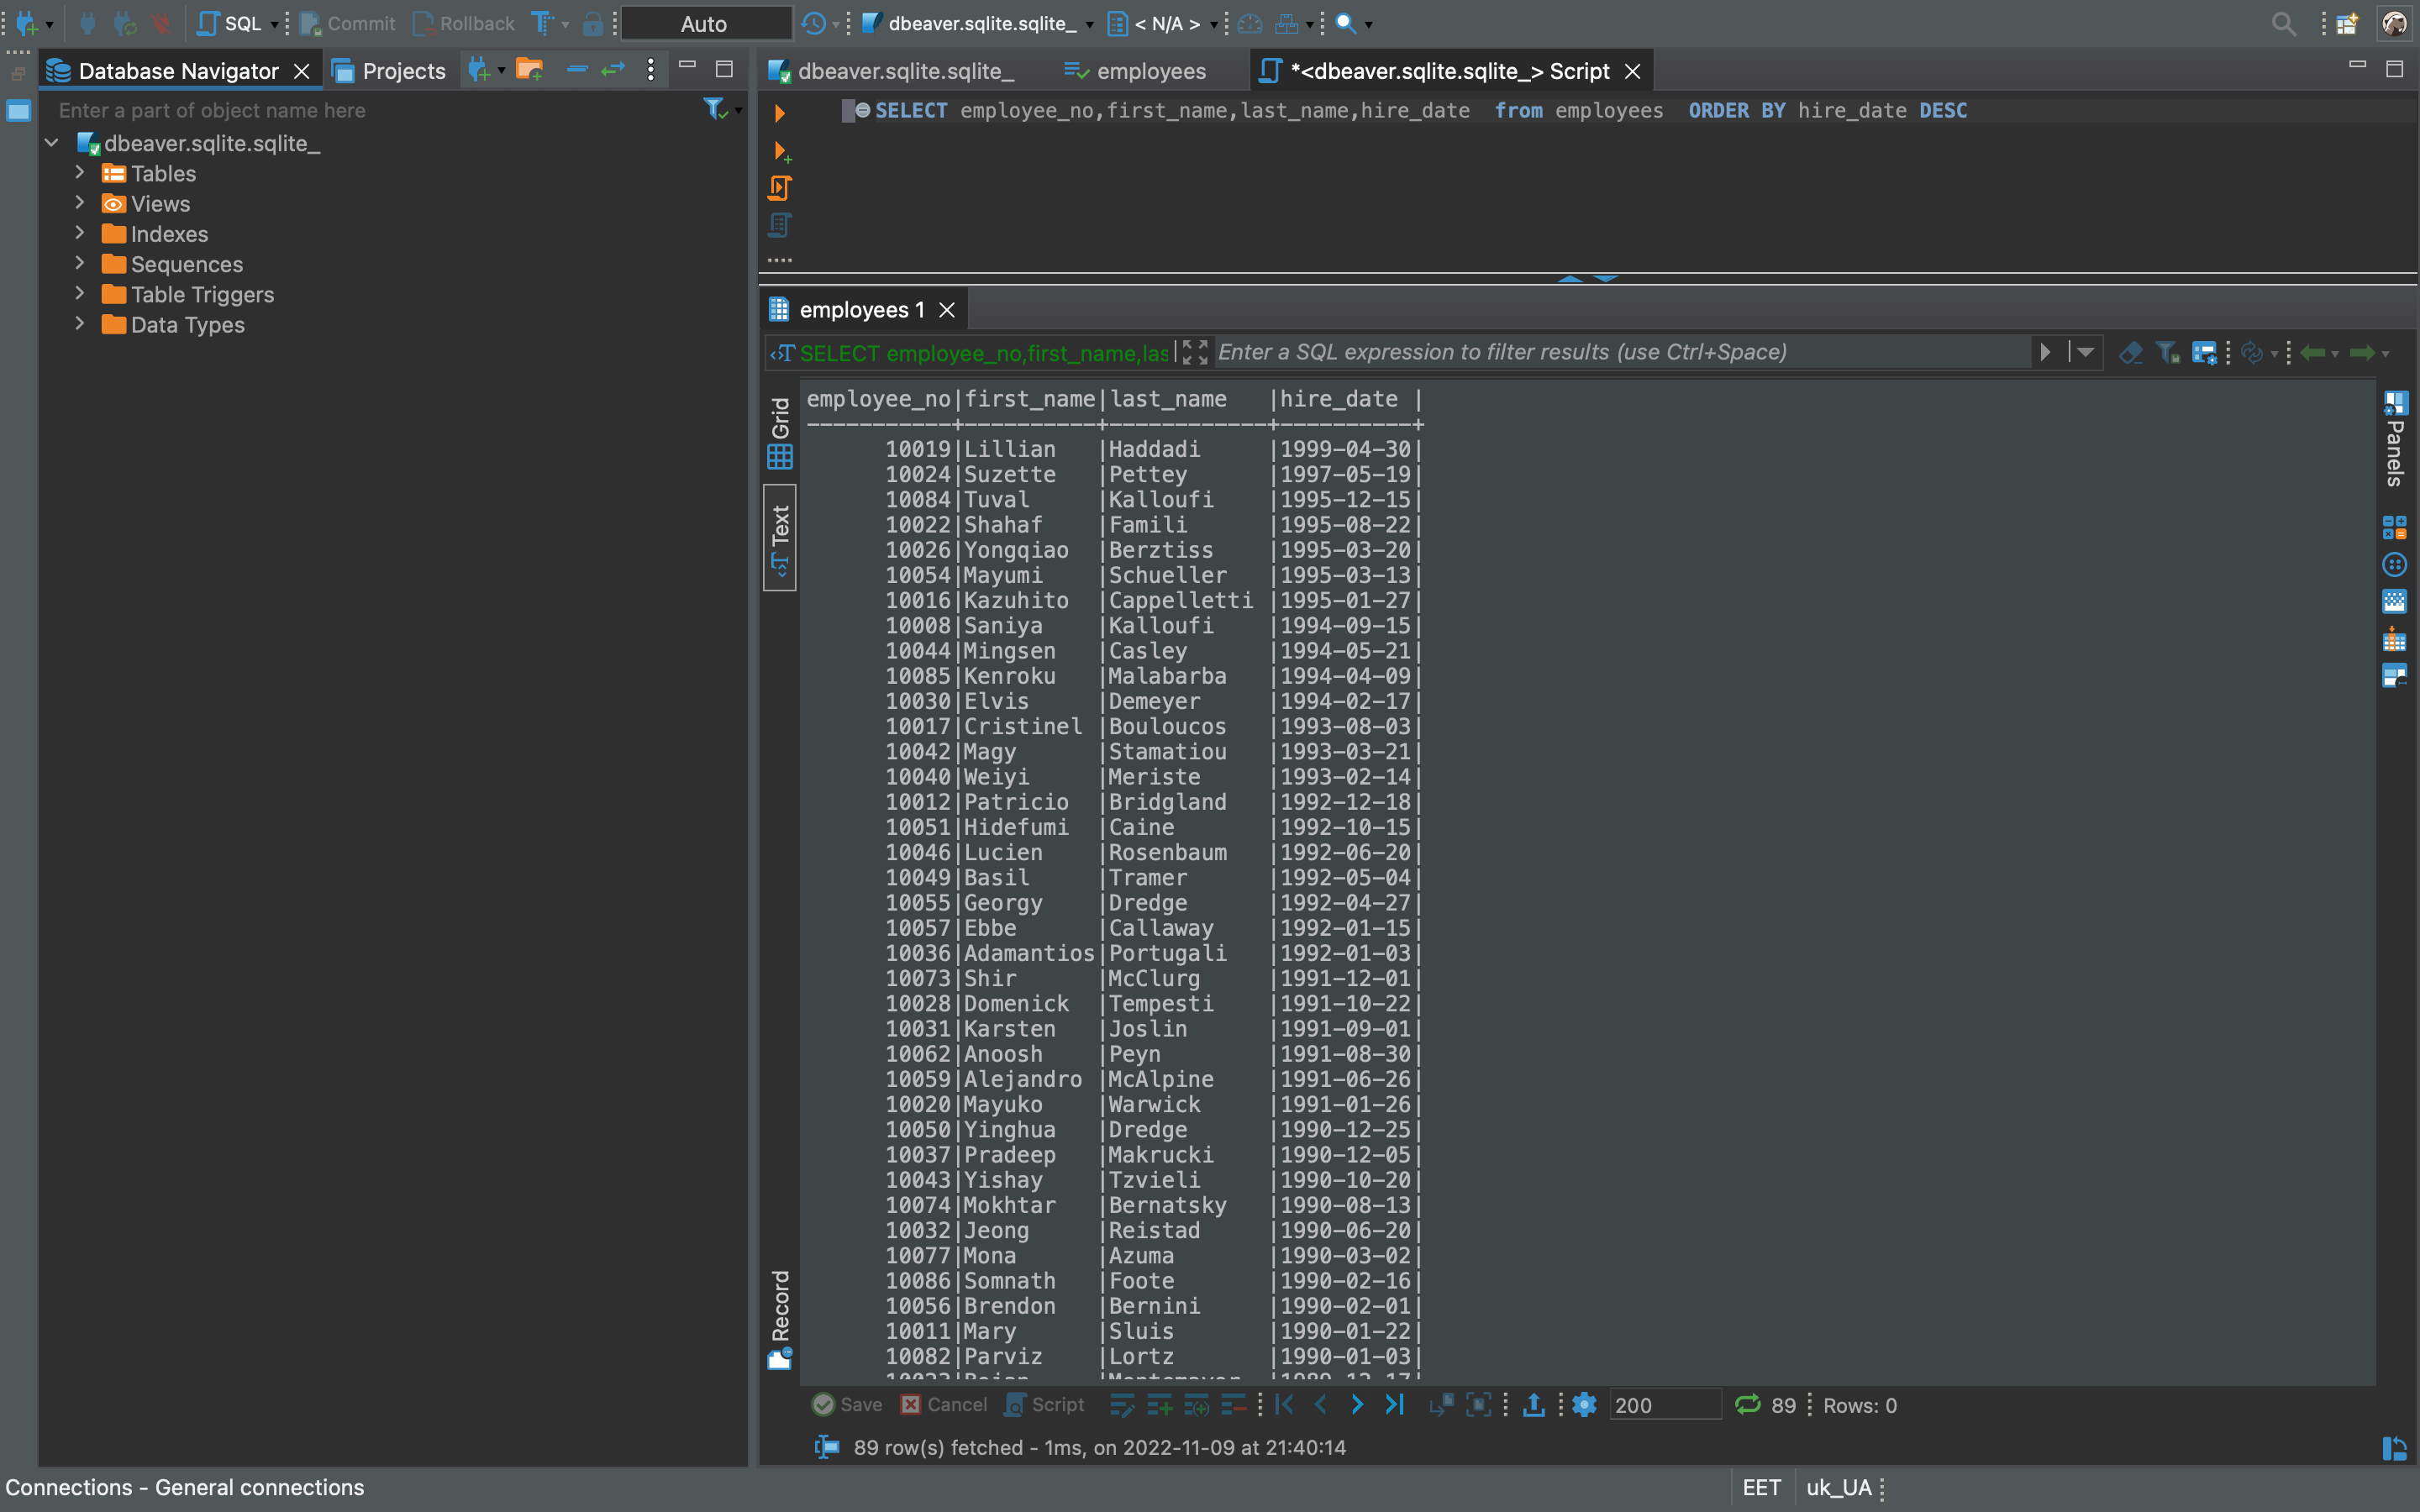 SQL Commit Rollback Auto dbeaver.sqlite.sqlite_ < N/A >
Database Navigator Projects
Enter a part of object name here
dbeaver.sqlite.sqlite_
Tables
Views
Indexes
Sequences
Table Triggers
Data Types
dbeaver.sqlite.sqlite_ employees *<dbeaver.sqlite.sqlite_> Script
SELECT employee_no,first_name,last_name,hire_date from employees ORDER BY hire_date DESC
employees 1
SELECT employee_no,first_name,las Enter a SQL expression to filter results (use Ctrl+Space)
Grid
Text
Record
employee_no|first_name|last_name |hire_date |
-----------+----------+------------+----------+
10019|Lillian |Haddadi |1999-04-30|
10024|Suzette |Pettey |1997-05-19|
10084|Tuval |Kalloufi |1995-12-15|
10022|Shahaf |Famili |1995-08-22|
10026|Yongqiao |Berztiss |1995-03-20|
10054|Mayumi |Schueller |1995-03-13|
10016|Kazuhito |Cappelletti |1995-01-27|
10008|Saniya |Kalloufi |1994-09-15|
10044|Mingsen |Casley |1994-05-21|
10085|Kenroku |Malabarba |1994-04-09|
10030|Elvis |Demeyer |1994-02-17|
10017|Cristinel |Bouloucos |1993-08-03|
10042|Magy |Stamatiou |1993-03-21|
10040|Weiyi |Meriste |1993-02-14|
10012|Patricio |Bridgland |1992-12-18|
10051|Hidefumi |Caine |1992-10-15|
10046|Lucien |Rosenbaum |1992-06-20|
10049|Basil |Tramer |1992-05-04|
10055|Georgy |Dredge |1992-04-27|
10057|Ebbe |Callaway |1992-01-15|
10036|Adamantios|Portugali |1992-01-03|
10073|Shir |McClurg |1991-12-01|
10028|Domenick |Tempesti |1991-10-22|
10031|Karsten |Joslin |1991-09-01|
10062|Anoosh |Peyn |1991-08-30|
10059|Alejandro |McAlpine |1991-06-26|
10020|Mayuko |Warwick |1991-01-26|
10050|Yinghua |Dredge |1990-12-25|
10037|Pradeep |Makrucki |1990-12-05|
10043|Yishay |Tzvieli |1990-10-20|
10074|Mokhtar |Bernatsky |1990-08-13|
10032|Jeong |Reistad |1990-06-20|
10077|Mona |Azuma |1990-03-02|
10086|Somnath |Foote |1990-02-16|
10056|Brendon |Bernini |1990-02-01|
10011|Mary |Sluis |1990-01-22|
10082|Parviz |Lortz |1990-01-03|
Panels
Save Cancel Script 200 89 Rows: 0
89 row(s) fetched - 1ms, on 2022-11-09 at 21:40:14
Connections - General connections EET uk_UA